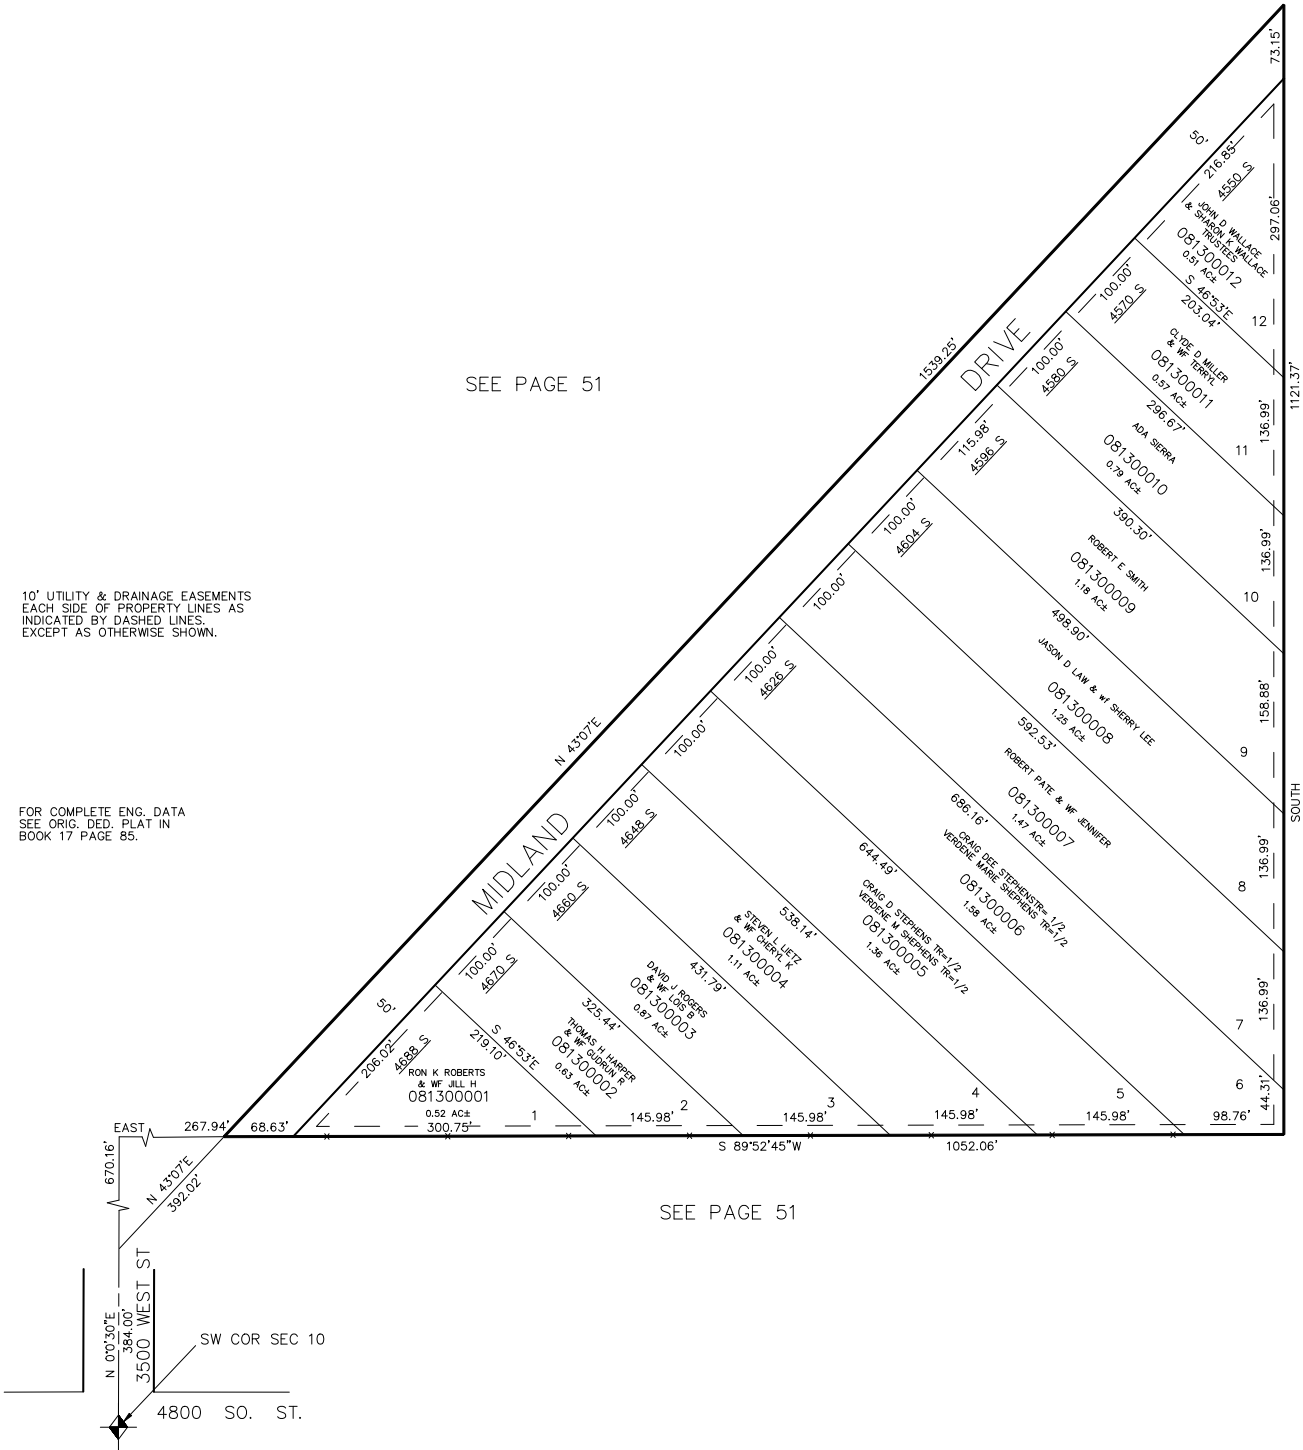 73.15'
50'
216.85'
4550 S
297.06'
JOHN D WALLACE
& SHARON K WALLACE
TRUSTEES
081300012
0.51 AC±
S 46°53'E
203.04'
12
100.00'
4570 S
CLYDE D MILLER
& WF TERRYL
081300011
0.57 AC±
296.67'
11
136.99'
1121.37'
1539.25'
DRIVE
SEE PAGE 51
100.00'
4580 S
ADA SIERRA
081300010
0.79 AC±
390.30'
10
136.99'
115.98'
4596 S
ROBERT E SMITH
081300009
1.18 AC±
498.90'
9
158.88'
100.00'
4604 S
JASON D LAW & wf SHERRY LEE
081300008
1.25 AC±
592.53'
8
136.99'
SOUTH
10' UTILITY & DRAINAGE EASEMENTS
EACH SIDE OF PROPERTY LINES AS
INDICATED BY DASHED LINES.
EXCEPT AS OTHERWISE SHOWN.
100.00'
ROBERT PATE & WF JENNIFER
081300007
1.47 AC±
686.16'
7
136.99'
100.00'
4626 S
CRAIG DEE STEPHENSTR= 1/2
VERDENE MARIE SHEPHENS TR=1/2
081300006
1.58 AC±
644.49'
6
44.31'
N 43°07'E
100.00'
CRAIG D STEPHENS TR=1/2
VERDENE M SHEPHENS TR=1/2
081300005
1.36 AC±
538.14'
5
98.76'
FOR COMPLETE ENG. DATA
SEE ORIG. DED. PLAT IN
BOOK 17 PAGE 85.
MIDLAND
100.00'
4648 S
STEVEN L LIETZ
& WF CHERYL K
081300004
1.11 AC±
431.79'
4
145.98'
100.00'
4660 S
DAVID J ROGERS
& WF LOIS B
081300003
0.87 AC±
325.44'
3
145.98'
100.00'
4670 S
THOMAS H HARPER
& WF GUDRUN R
081300002
0.63 AC±
S 46°53'E
219.10'
2
145.98'
50'
206.02'
4688 S
RON K ROBERTS
& WF JILL H
081300001
0.52 AC±
300.75'
1
145.98'
EAST
267.94'
68.63'
S 89°52'45"W
1052.06'
670.16'
N 43°07'E
392.02'
SEE PAGE 51
N 0°0'30"E
384.00'
3500 WEST ST
SW COR SEC 10
4800 SO. ST.